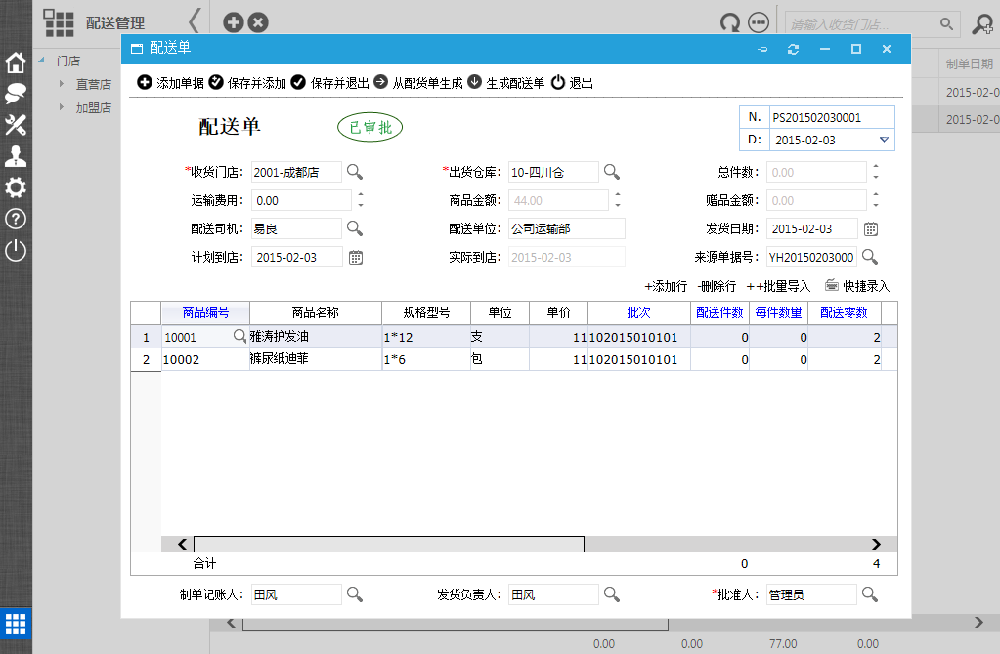 配送管理
请输入收货门店...
门店
直营店
加盟店
制单日期
2015-02-0
2015-02-0
配送单
添加单据 保存并添加 保存并退出 从配货单生成 生成配送单 退出
配送单 已审批
N. PS201502030001
D: 2015-02-03
*收货门店: 2001-成都店 *出货仓库: 10-四川仓 总件数: 0.00
运输费用: 0.00 商品金额: 44.00 赠品金额: 0.00
配送司机: 易良 配送单位: 公司运输部 发货日期: 2015-02-03
计划到店: 2015-02-03 实际到店: 2015-02-03 来源单据号: YH20150203000
+添加行 -删除行 ++批量导入 快捷录入
商品编号 商品名称 规格型号 单位 单价 批次 配送件数 每件数量 配送零数
1 10001 雅涛护发油 1*12 支 11 102015010101 0 0 2
2 10002 裤尿纸迪菲 1*6 包 11 102015010101 0 0 2
合计 0 4
制单记账人: 田风 发货负责人: 田风 *批准人: 管理员
0.00 0.00 77.00 0.00